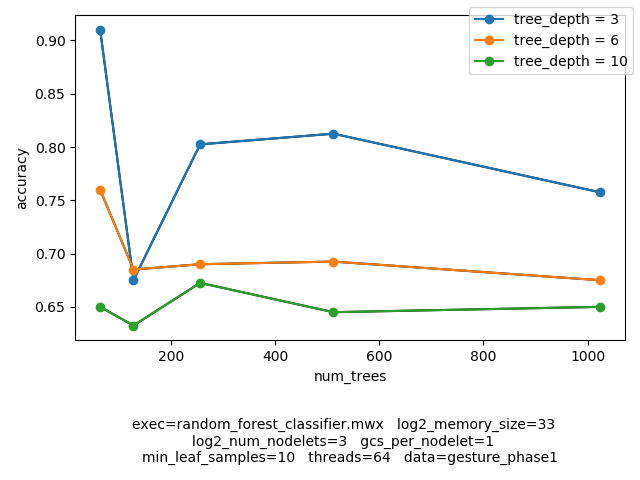 tree_depth = 3
tree_depth = 6
tree_depth = 10
accuracy
0.90
0.85
0.80
0.75
0.70
0.65
200 400 600 800 1000
num_trees
exec=random_forest_classifier.mwx log2_memory_size=33
log2_num_nodelets=3 gcs_per_nodelet=1
min_leaf_samples=10 threads=64 data=gesture_phase1